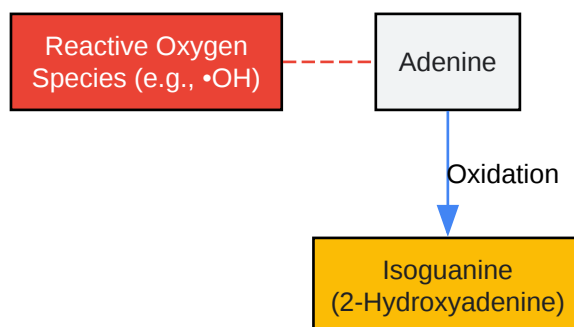 Reactive Oxygen
Species (e.g., •OH)
Adenine
Oxidation
Isoguanine
(2-Hydroxyadenine)